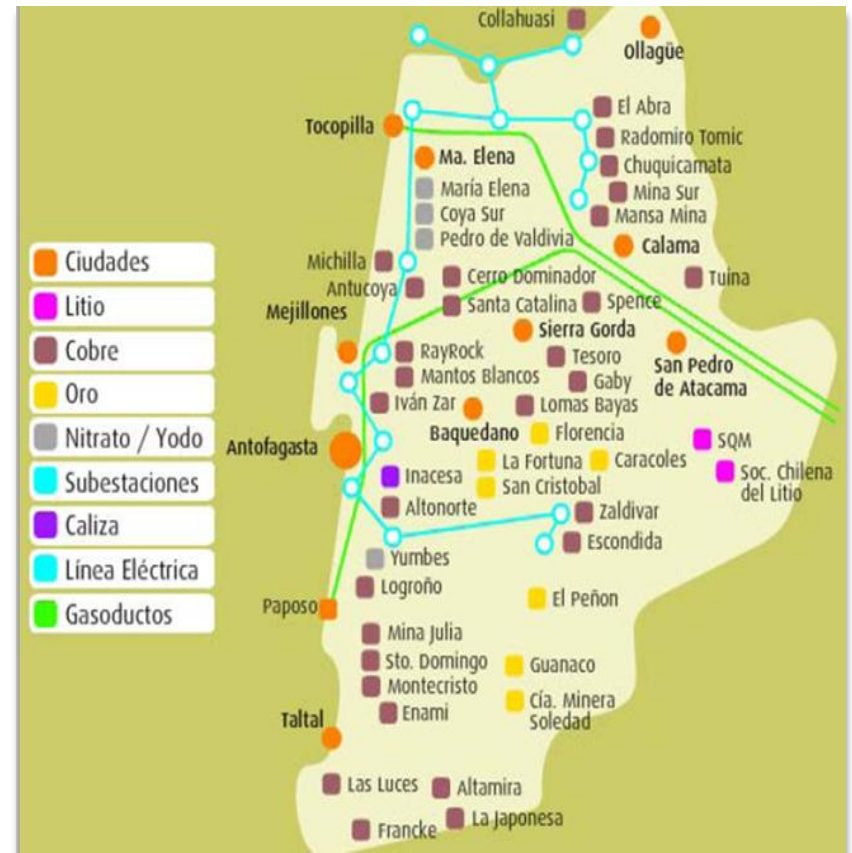 Collahuasi
Ollagüe
El Abra
Tocopilla
Radomiro Tomic
Ma. Elena
Chuquicamata
María Elena
Mina Sur
Coya Sur
Mansa Mina
Pedro de Valdivia
Calama
Ciudades
Michilla
Cerro Dominador
Tuina
Antucoya
Litio
Santa Catalina
Spence
Mejillones
Sierra Gorda
Cobre
RayRock
Tesoro
San Pedro
de Atacama
Mantos Blancos
Gaby
Oro
Iván Zar
Lomas Bayas
Baquedano
Florencia
Nitrato / Yodo
Antofagasta
SQM
La Fortuna
Caracoles
Subestaciones
Inacesa
San Cristobal
Soc. Chilena
del Litio
Altonorte
Zaldivar
Caliza
Escondida
Yumbes
Línea Eléctrica
Logroño
El Peñon
Gasoductos
Paposo
Mina Julia
Sto. Domingo
Guanaco
Montecristo
Cía. Minera
Soledad
Enami
Taltal
Las Luces
Altamira
La Japonesa
Francke